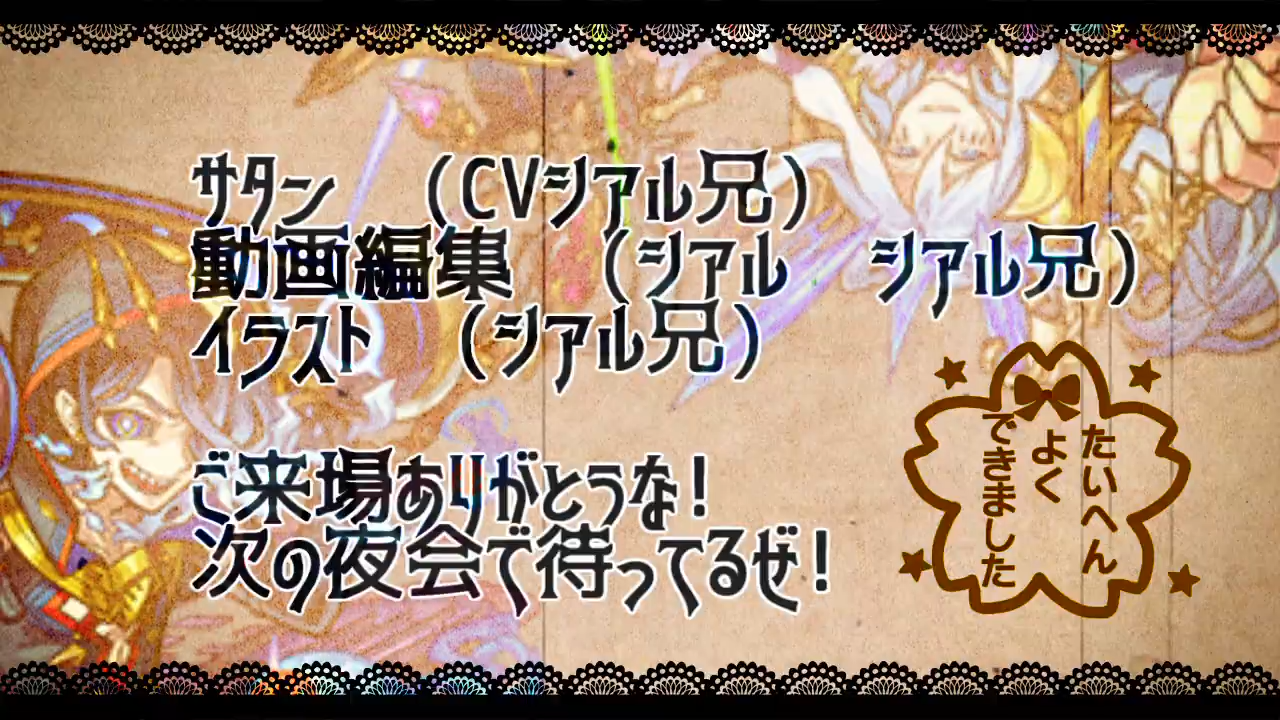 サタン　（CVシアル兄）
動画編集　（シアル　シアル兄）
イラスト　（シアル兄）
ご来場ありがとうな！
次の夜会で待ってるぜ！
たいへん
よく
できました